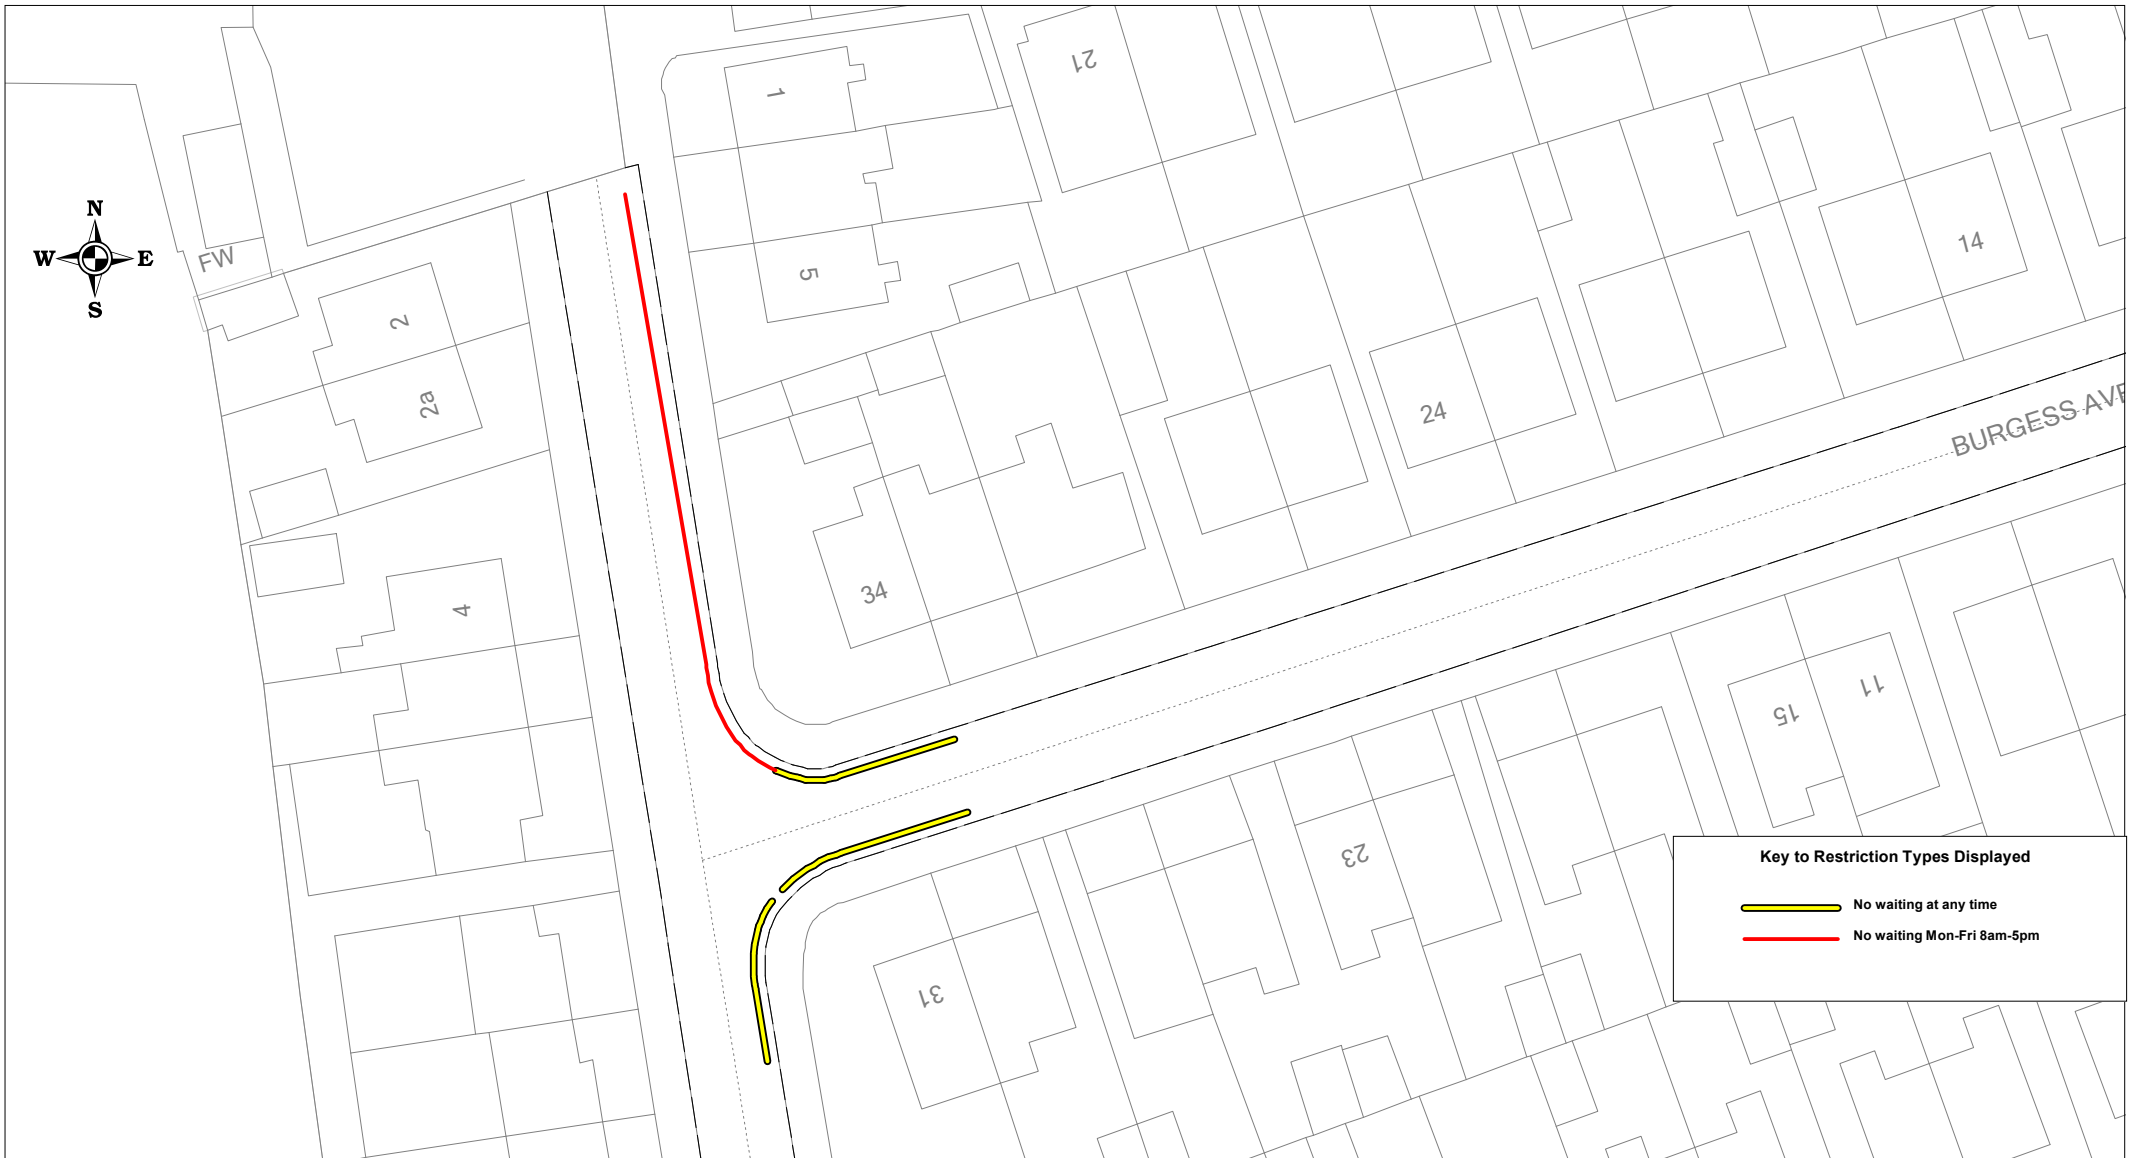 N
W E
S
FW
1
21
5
2
2a
14
24
BURGESS AVE
34
4
11
15
23
31
Key to Restriction Types Displayed
No waiting at any time
No waiting Mon-Fri 8am-5pm